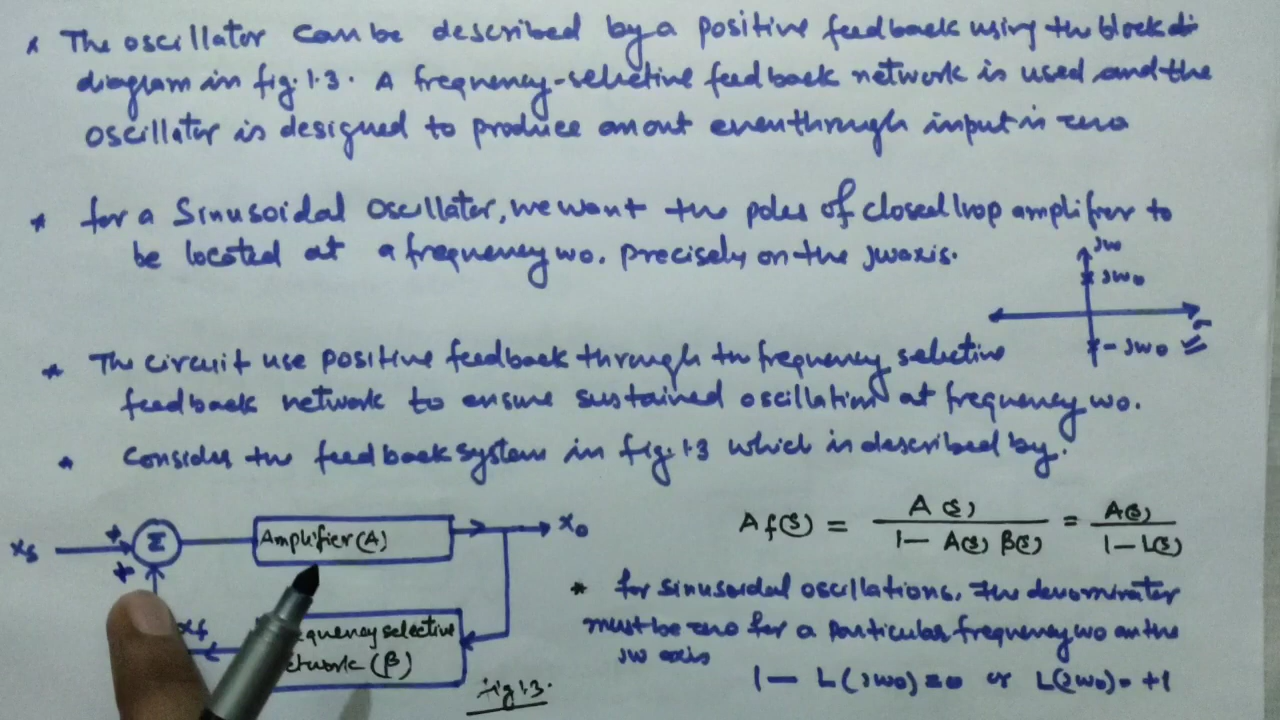 * The oscillator can be described by a positive feedback using the block di
diagram in fig. 1.3. A frequency-selective feedback network is used and the
oscillator is designed to produce an out even through input is zero
* for a Sinusoidal Oscillator, we want the poles of closed loop amplifier to
be located at a frequency wo. precisely on the jwaxis.
jw
jwo
σ
-jwo
* The circuit use positive feedback through the frequency selective
feedback network to ensure sustained oscillation at frequency wo.
* Consider the feedback system in fig. 1.3 which is described by.
Xs + Σ Amplifier (A) Xo
+
Xf
equency selective
etwork (β)
fig 1.3.
Af(s) = A(s) / 1 - A(s) β(s) = A(s) / 1 - L(s)
* for sinusoidal oscillations, the denominator
must be zero for a particular frequency wo on the
jw axis
1 - L(jwo) = 0 or L(jwo) = +1